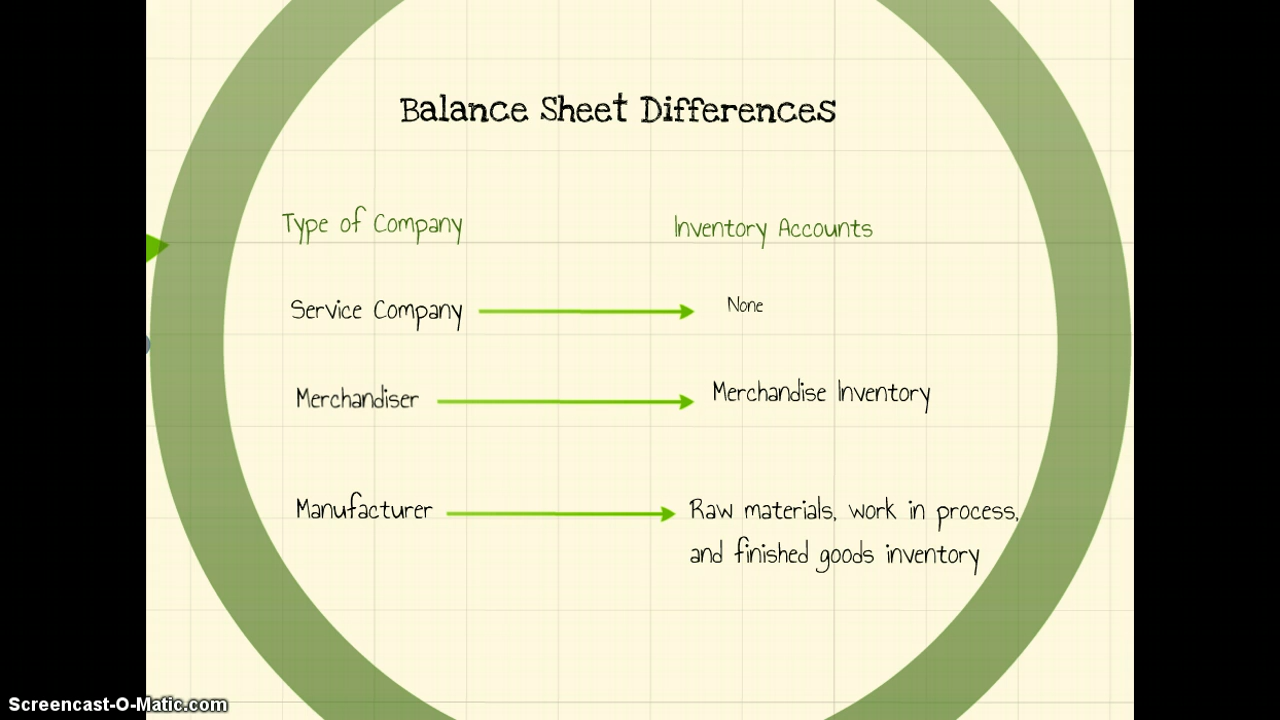 Balance Sheet Differences
Type of Company
Inventory Accounts
Service Company
None
Merchandiser
Merchandise Inventory
Manufacturer
Raw materials, work in process,
and finished goods inventory
Screencast-O-Matic.com